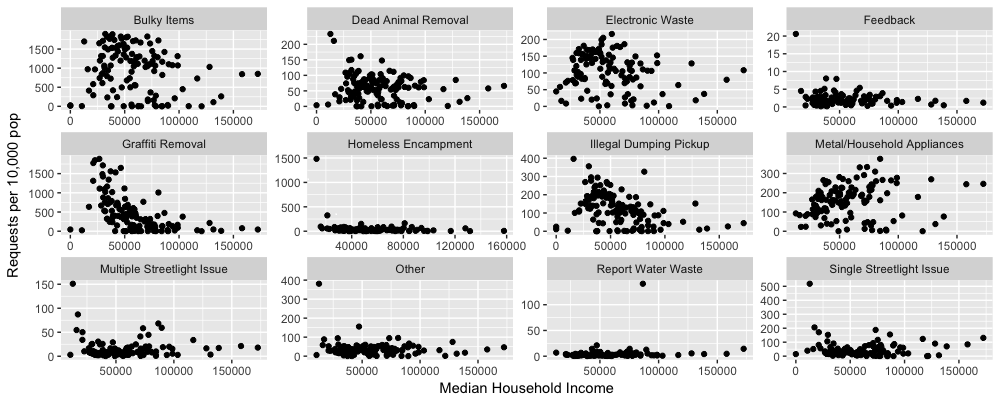 Bulky Items
Dead Animal Removal
Electronic Waste
Feedback
1500
1000
500
0
0 50000 100000 150000
200
150
100
50
0
0 50000 100000 150000
200
150
100
50
0
0 50000 100000 150000
20
15
10
5
0
50000 100000 150000
Graffiti Removal
Homeless Encampment
Illegal Dumping Pickup
Metal/Household Appliances
1500
1000
500
0
0 50000 100000 150000
1500
1000
500
0
40000 80000 120000 160000
400
300
200
100
0
0 50000 100000 150000
300
200
100
0
50000 100000 150000
Multiple Streetlight Issue
Other
Report Water Waste
Single Streetlight Issue
150
100
50
0
50000 100000 150000
400
300
200
100
0
50000 100000 150000
100
50
0
50000 100000 150000
500
400
300
200
100
0
0 50000 100000 150000
Requests per 10,000 pop
Median Household Income